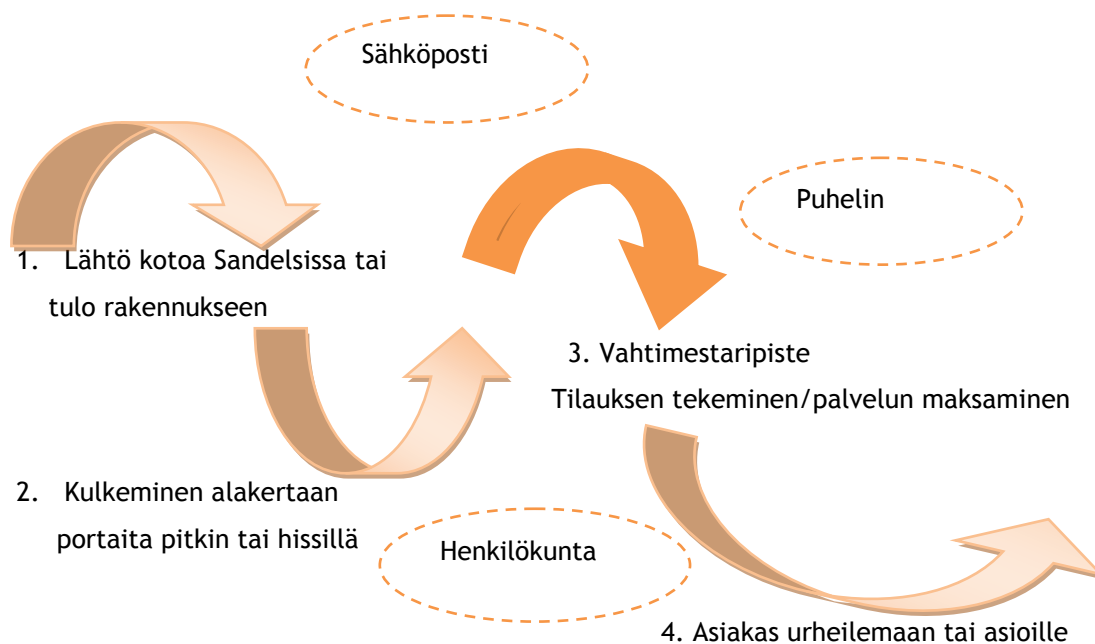 Sähköposti
Puhelin
1. Lähtö kotoa Sandelsissa tai
tulo rakennukseen
3. Vahtimestaripiste
Tilauksen tekeminen/palvelun maksaminen
2. Kulkeminen alakertaan
portaita pitkin tai hissillä
Henkilökunta
4. Asiakas urheilemaan tai asioille